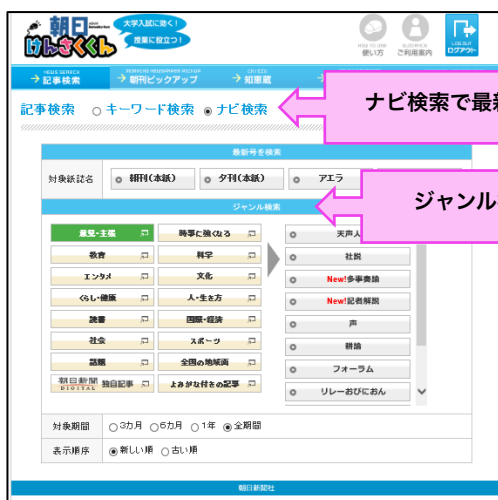 朝日
けんさくくん
大学入試に効く!
授業に役立つ!
使い方
ご利用案内
LOG OUT
ログアウト
NEWS SERVICE
→記事検索
→朝刊ピックアップ
→知恵蔵
記事検索 ○キーワード検索 ◉ナビ検索
ナビ検索で最新
最新号を検索
対象紙誌名
朝刊(本紙)
夕刊(本紙)
アエラ
ジャンル
ジャンル検索
意見・主張
時事に強くなる
天声人
教育
科学
社説
エンタメ
文化
New!多事奏論
くらし・健康
人・生き方
New!記者解説
読書
国際・経済
声
社会
スポーツ
耕論
話題
全国の地域面
フォーラム
朝日新聞DIGITAL 独自記事
よみがな付きの記事
リレーおぴにおん
対象期間 ○3カ月 ○6カ月 ○1年 ◉全期間
表示順序 ◉新しい順 ○古い順
朝日新聞社